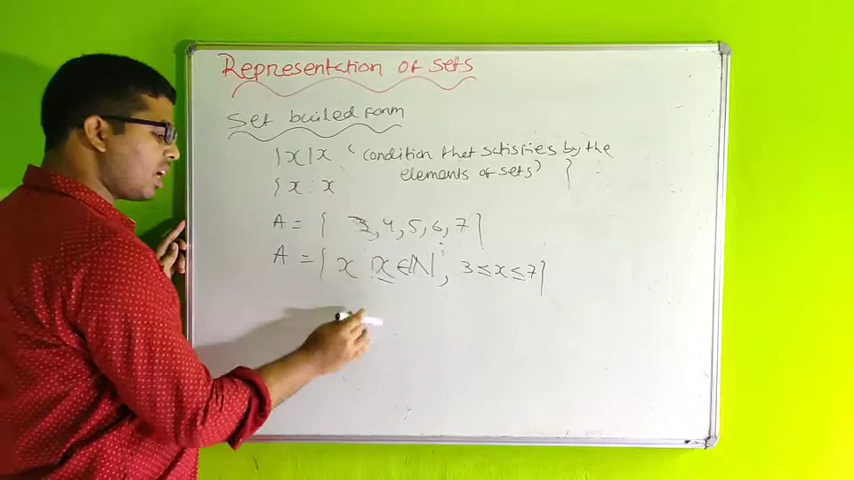 Representation of sets
Set builed form
{x|x (condition that satisfies by the
elements of sets) }
{x : x
A = { 3, 4, 5, 6, 7}
A = { x x ∈ N, 3 ≤ x ≤ 7}